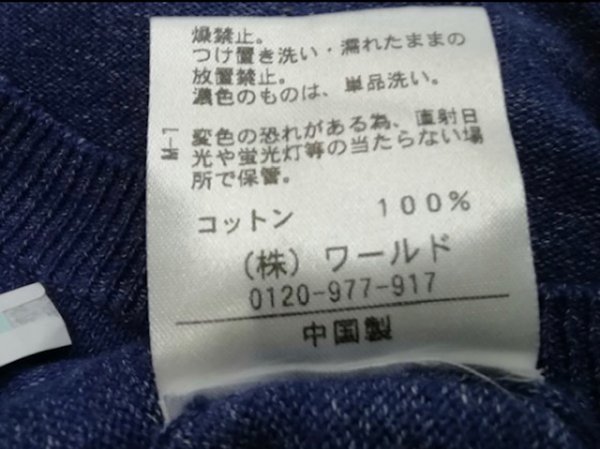 燥禁止。
つけ置き洗い・濡れたままの
放置禁止。
濃色のものは、単品洗い。
W-1
変色の恐れがある為、直射日
光や蛍光灯等の当たらない場
所で保管。
コットン 100%
(株)ワールド
0120-977-917
中国製